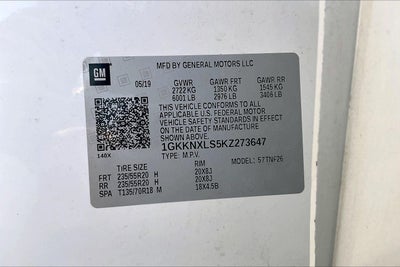 GM
MFD BY GENERAL MOTORS LLC
05/19 GVWR GAWR FRT GAWR RR
2722 KG 1350 KG 1545 KG
6001 LB 2976 LB 3406 LB
THIS VEHICLE CONFORMS TO ALL
APPLICABLE U.S. FEDERAL MOTOR
VEHICLE SAFETY STANDARDS IN EFFECT
ON THE DATE OF MANUFACTURE
SHOWN ABOVE.
1GKKNXLS5KZ273647
TYPE: M.P.V. MODEL: 57TNF26
140X
TIRE SIZE RIM
FRT 235/55R20 H 20X8J
RR 235/55R20 H 20X8J
SPA T135/70R18 M 18X4.5B